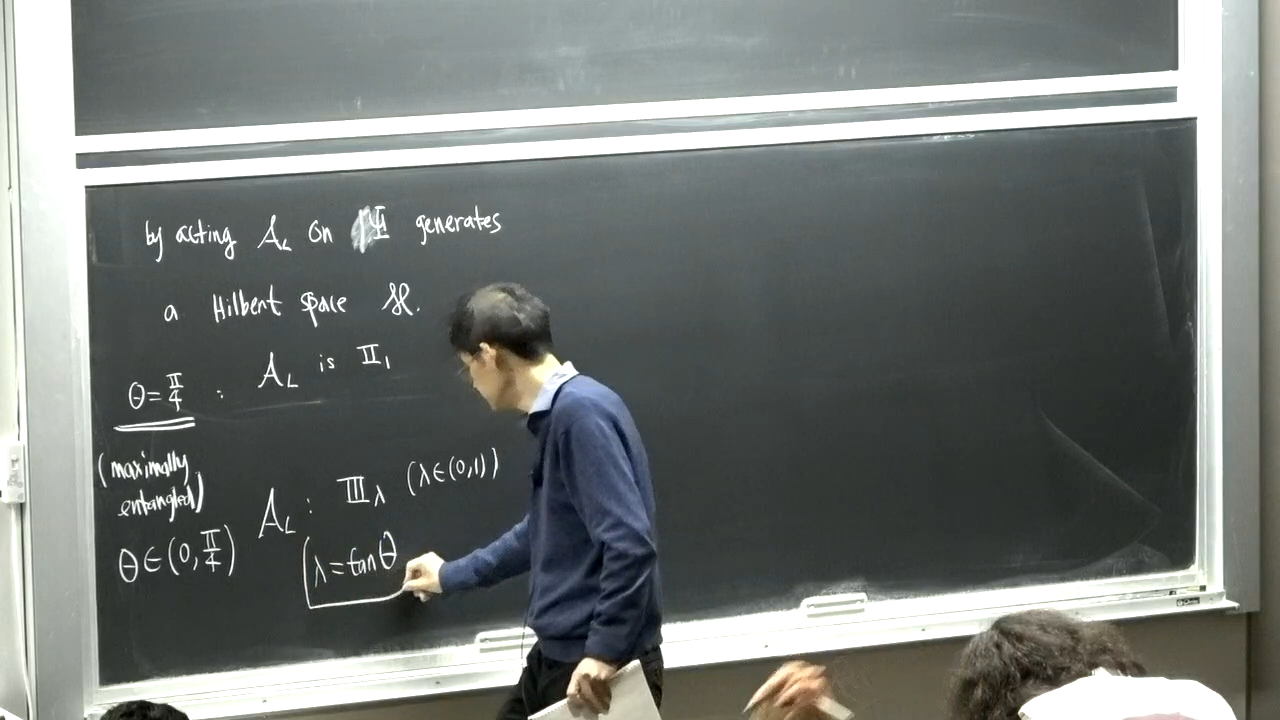 by acting A_L on Ψ generates
a Hilbert space ℋ.
θ = π/4 : A_L is II_1
(maximally entangled)
θ ∈ (0, π/4) A_L : III_λ (λ ∈ (0,1))
(λ = tan θ